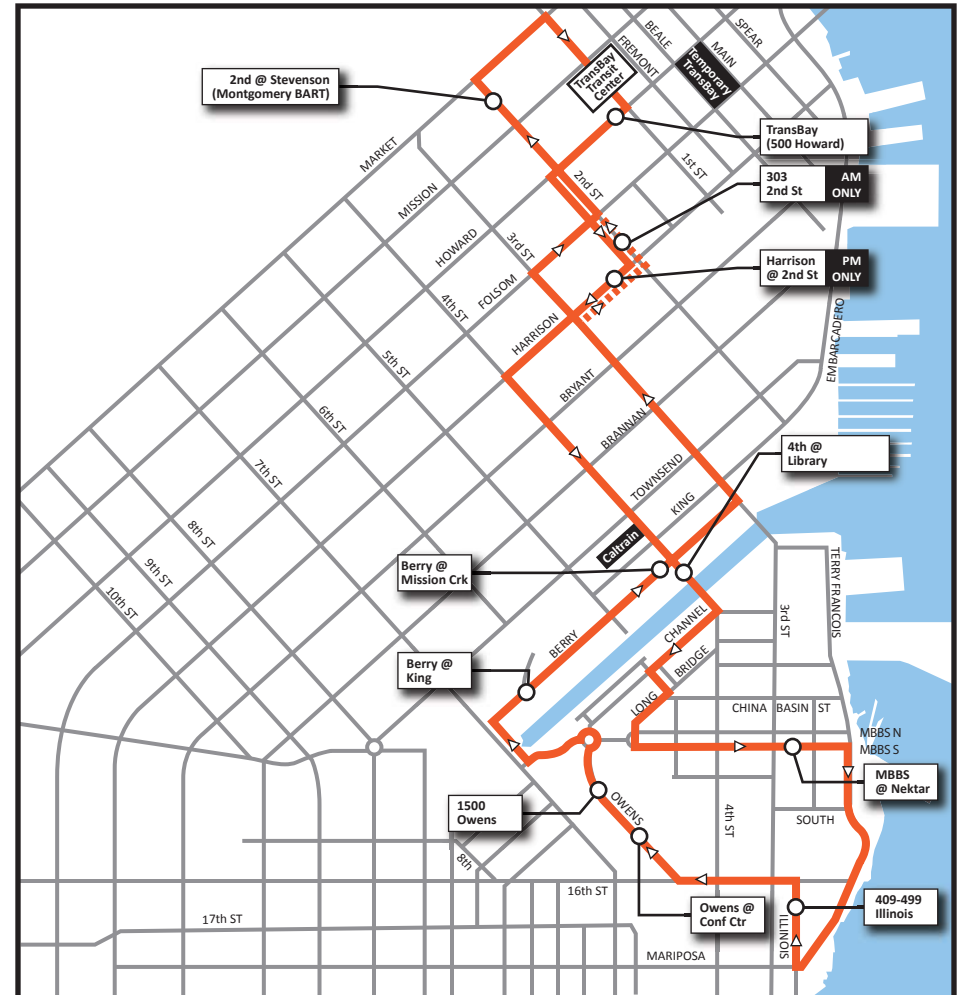 SPEAR
BEALE
MAIN
FREMONT
Temporary
TransBay
TransBay
Transit
Center
2nd @ Stevenson
(Montgomery BART)
TransBay
(500 Howard)
MARKET
1st ST
303
2nd St
AM
ONLY
2nd ST
MISSION
HOWARD
3rd ST
Harrison
@ 2nd St
PM
ONLY
FOLSOM
4th ST
HARRISON
EMBARCADERO
5th ST
BRYANT
6th ST
BRANNAN
4th @
Library
7th ST
TOWNSEND
KING
8th ST
Caltrain
9th ST
Berry @
Mission Crk
TERRY FRANCOIS
10th ST
3rd ST
CHANNEL
BERRY
BRIDGE
LONG
Berry @
King
CHINA BASIN ST
MBBS N
MBBS S
MBBS
@ Nektar
1500
Owens
OWENS
4th ST
SOUTH
8th
16th ST
Owens @
Conf Ctr
409-499
Illinois
17th ST
ILLINOIS
MARIPOSA